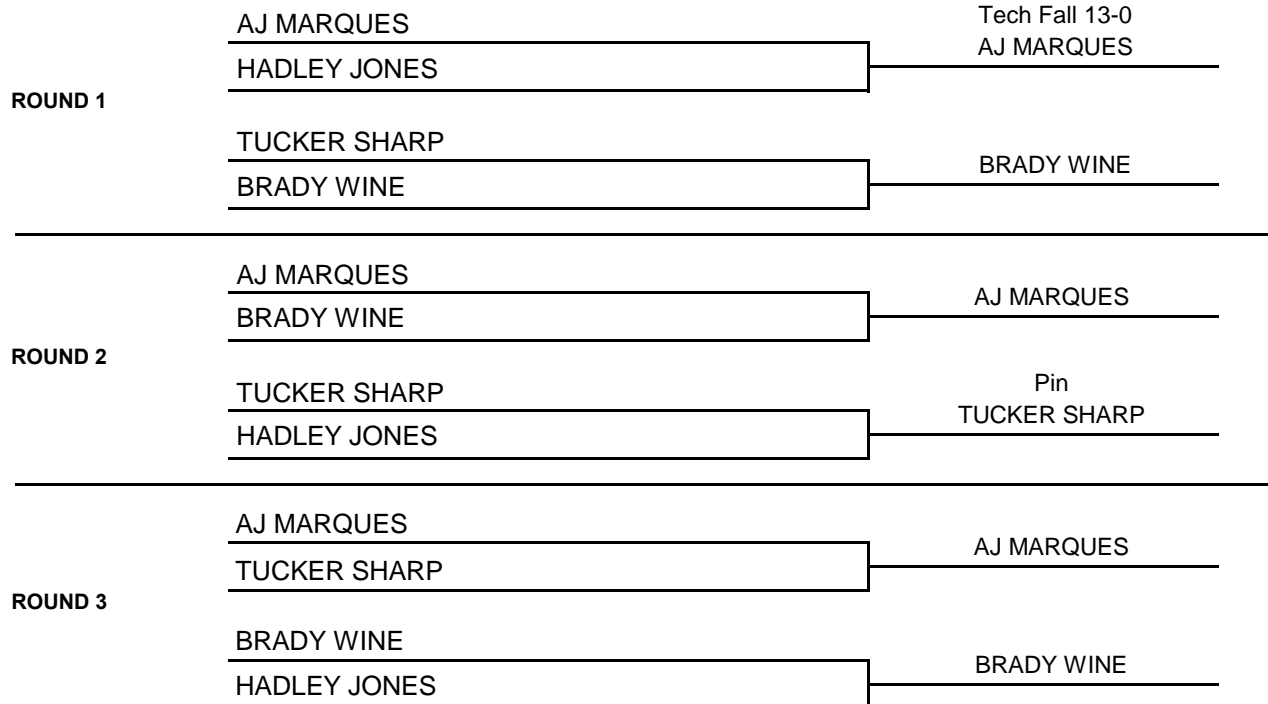 AJ MARQUES
Tech Fall 13-0
AJ MARQUES
HADLEY JONES
ROUND 1
TUCKER SHARP
BRADY WINE
BRADY WINE
AJ MARQUES
AJ MARQUES
BRADY WINE
ROUND 2
TUCKER SHARP
Pin
TUCKER SHARP
HADLEY JONES
AJ MARQUES
AJ MARQUES
TUCKER SHARP
ROUND 3
BRADY WINE
BRADY WINE
HADLEY JONES